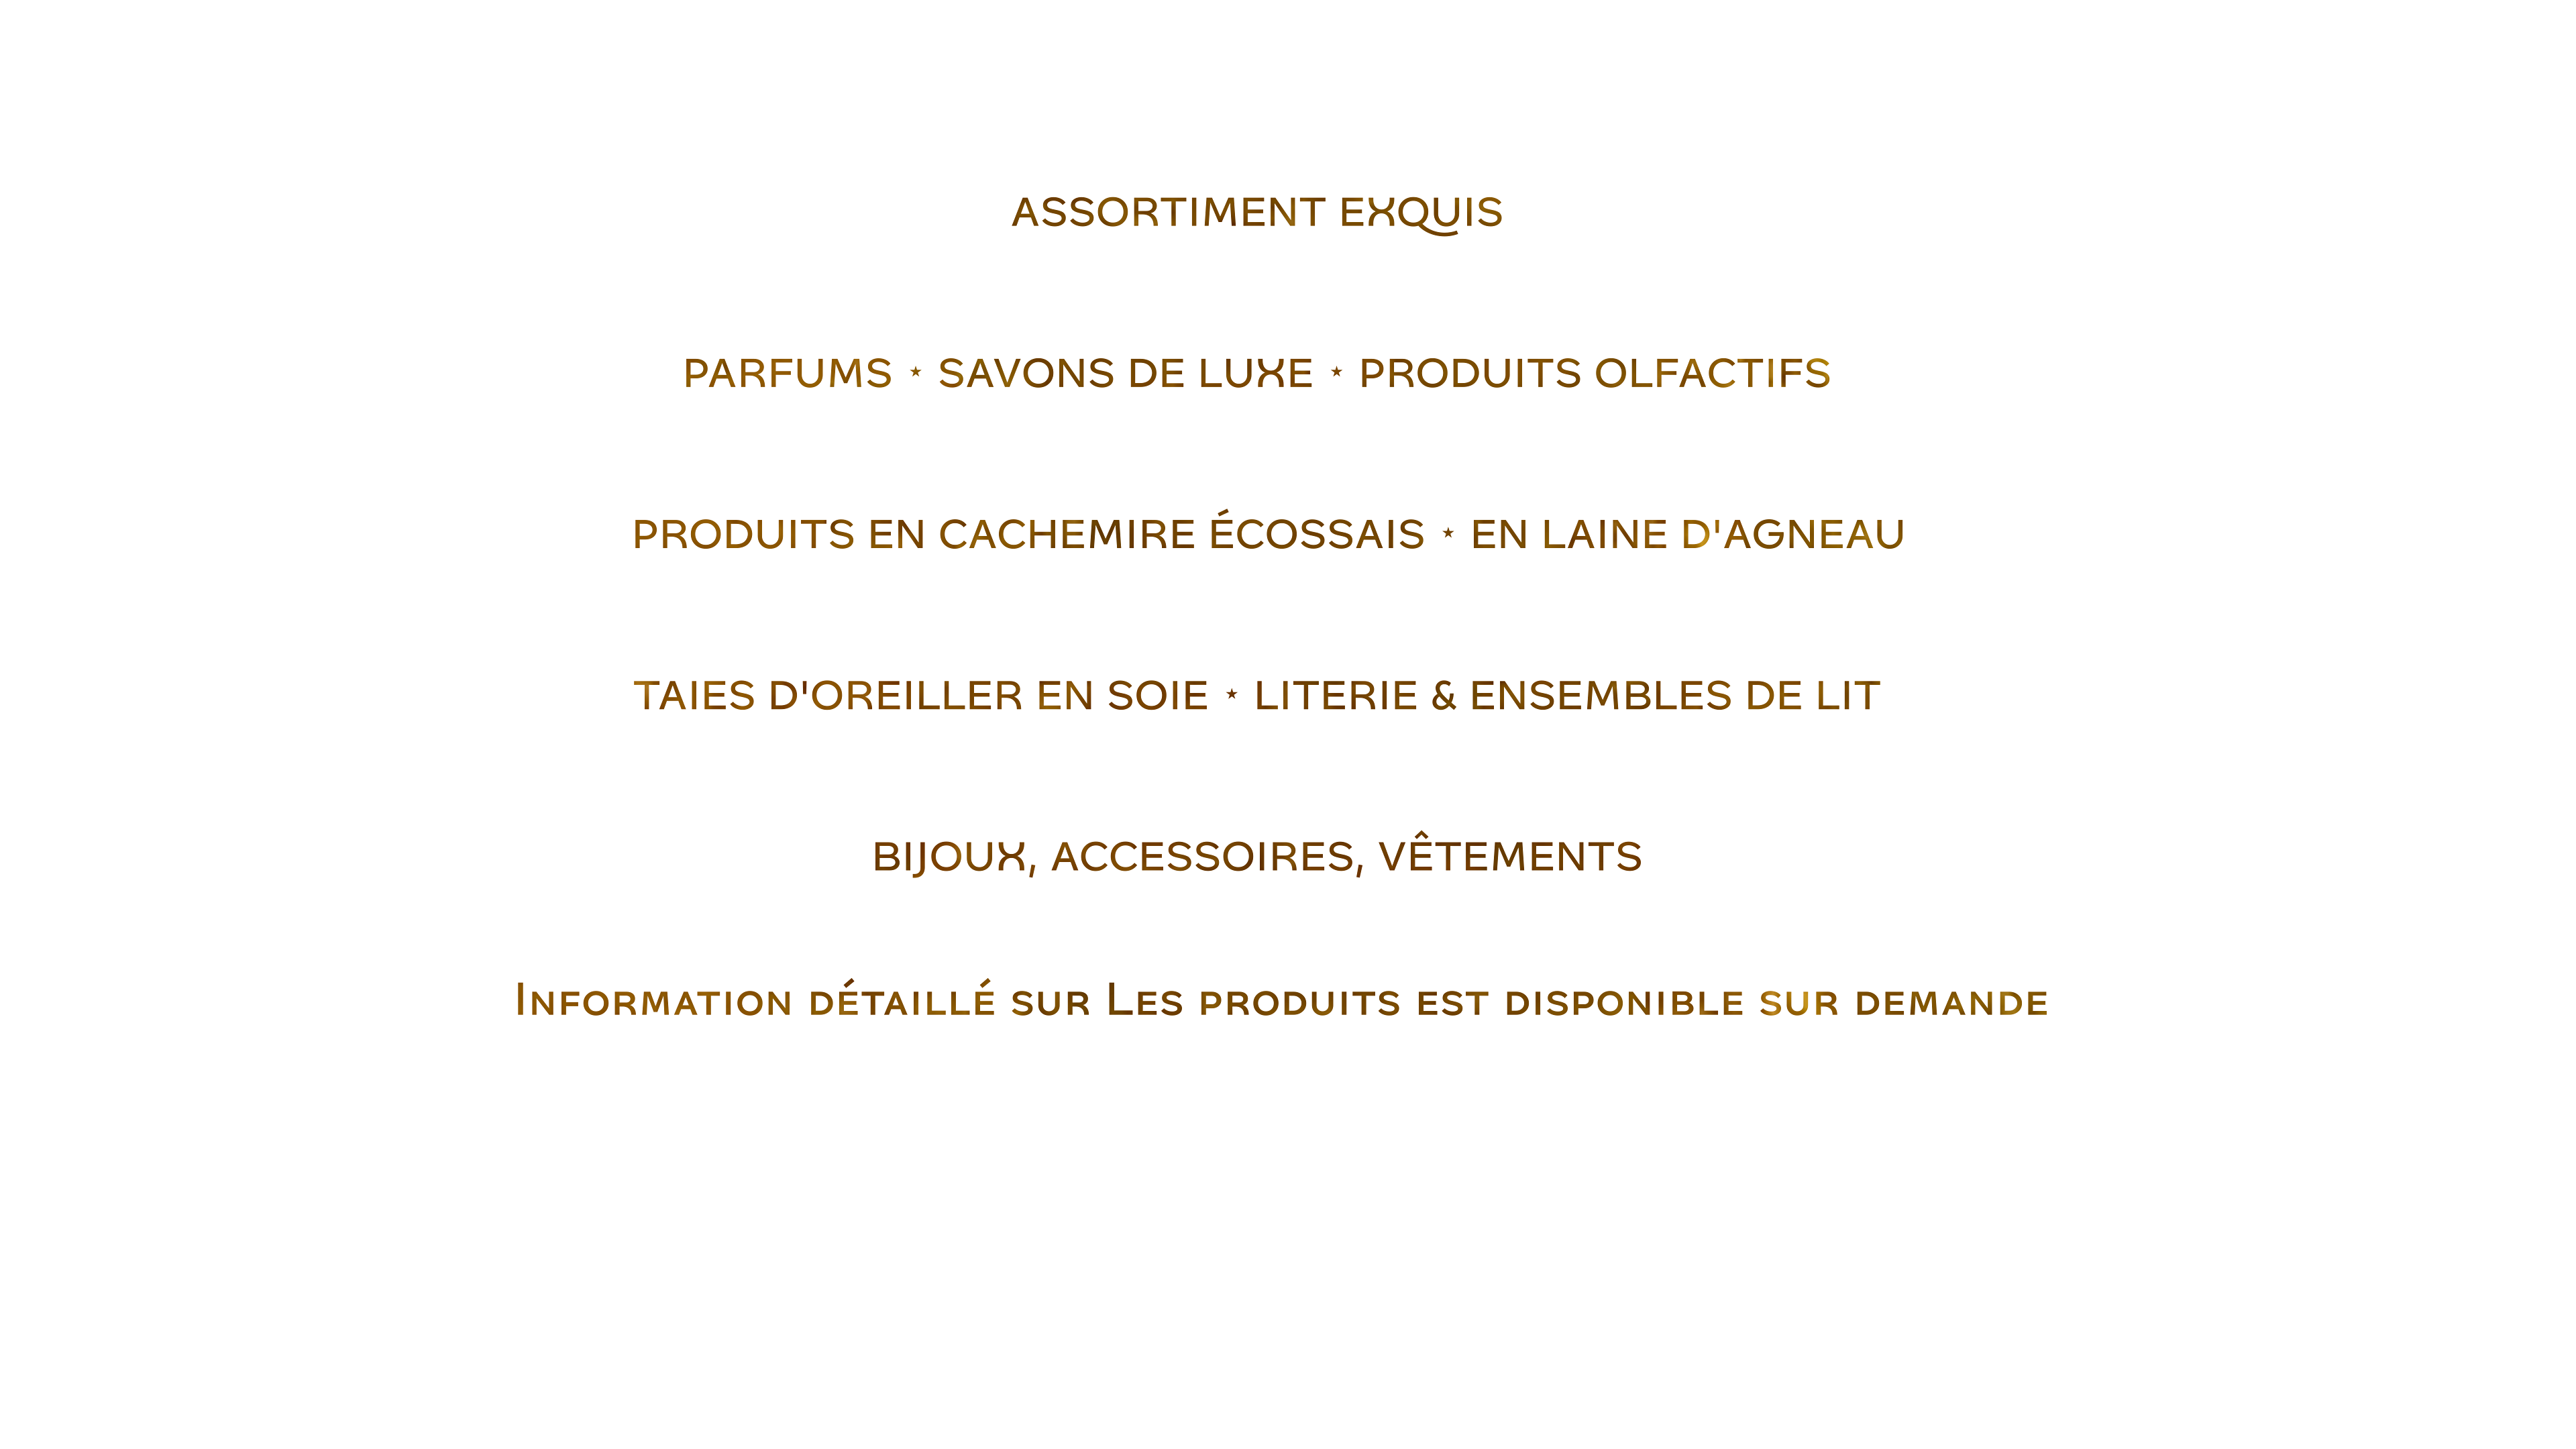 ASSORTIMENT EXQUIS
PARFUMS ⋆ SAVONS DE LUXE ⋆ PRODUITS OLFACTIFS
PRODUITS EN CACHEMIRE ÉCOSSAIS ⋆ EN LAINE D'AGNEAU
TAIES D'OREILLER EN SOIE ⋆ LITERIE & ENSEMBLES DE LIT
BIJOUX, ACCESSOIRES, VÊTEMENTS
Information détaillé sur Les produits est disponible sur demande